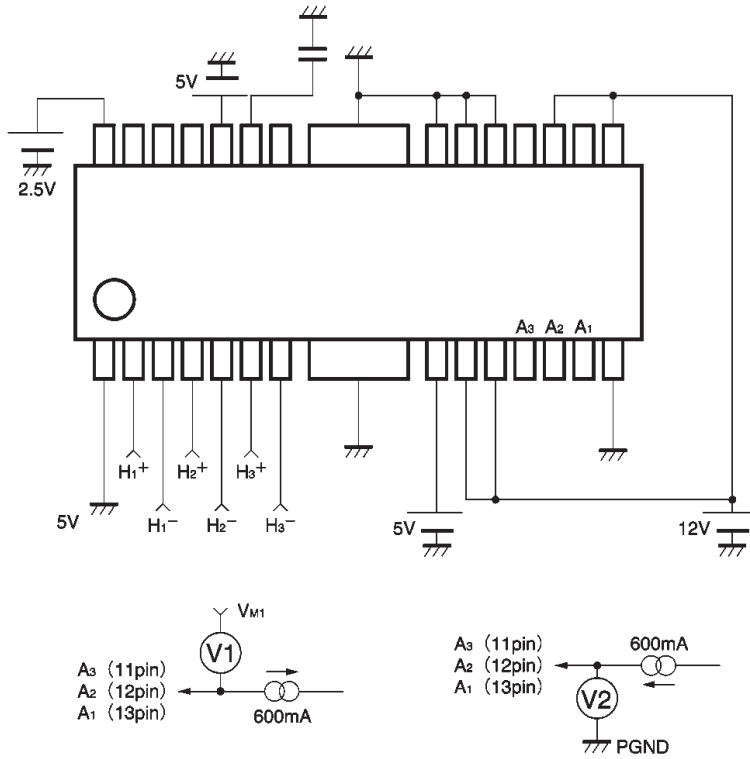 5V
2.5V
A₃ A₂ A₁
H₁⁺ H₂⁺ H₃⁺
5V H₁⁻ H₂⁻ H₃⁻ 5V 12V
VM1
V1
A₃ (11pin)
A₂ (12pin)
A₁ (13pin)
600mA
A₃ (11pin)
A₂ (12pin)
A₁ (13pin)
600mA
V2
PGND